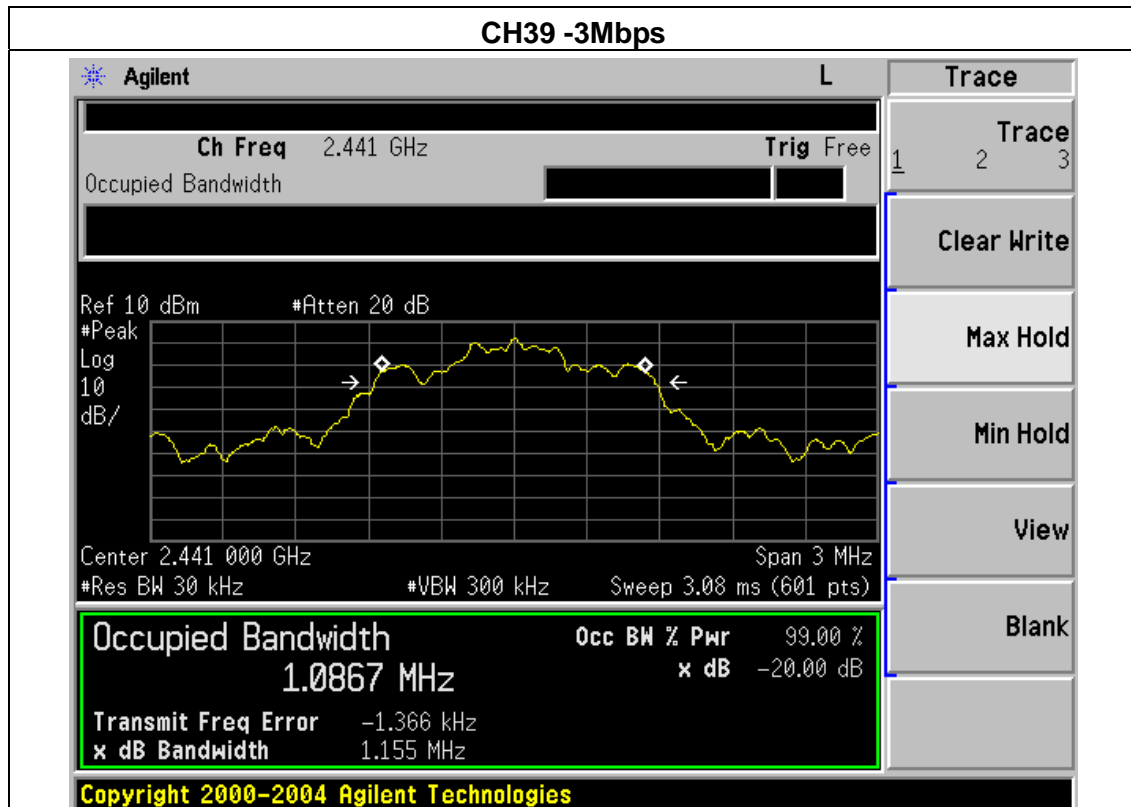 CH39 -3Mbps
Agilent L Trace
Ch Freq 2.441 GHz Trig Free
Occupied Bandwidth
Trace
1 2 3
Clear Write
Ref 10 dBm #Atten 20 dB
#Peak
Log
10
dB/
Max Hold
Min Hold
View
Center 2.441 000 GHz Span 3 MHz
#Res BW 30 kHz #VBW 300 kHz Sweep 3.08 ms (601 pts)
Blank
Occupied Bandwidth Occ BW % Pwr 99.00 %
1.0867 MHz x dB -20.00 dB
Transmit Freq Error -1.366 kHz
x dB Bandwidth 1.155 MHz
Copyright 2000-2004 Agilent Technologies